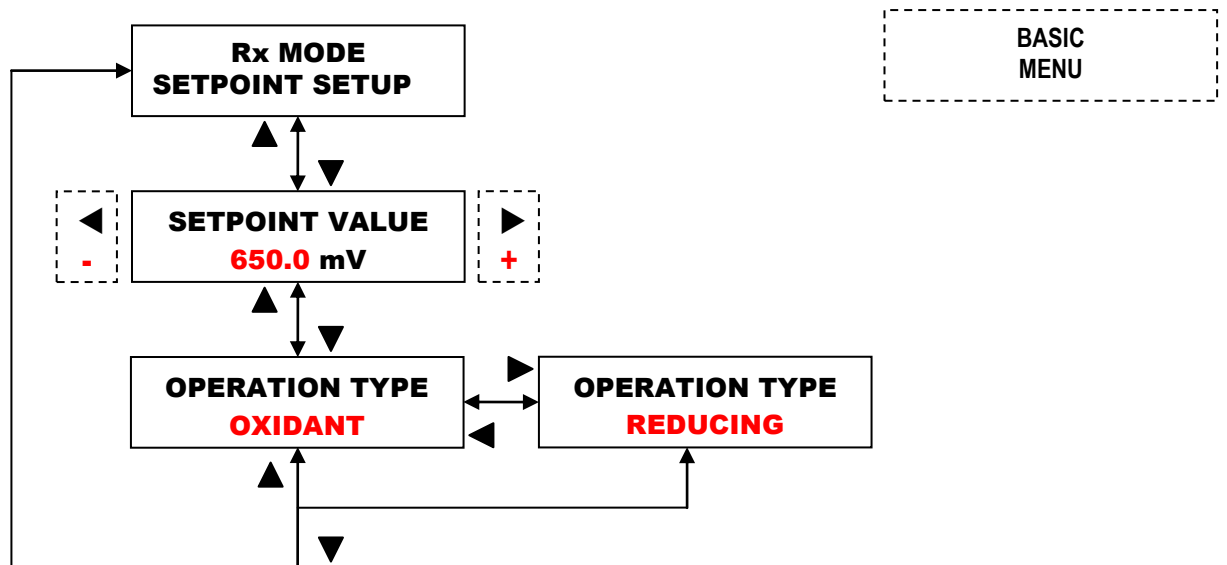 Rx MODE
SETPOINT SETUP
BASIC
MENU
SETPOINT VALUE
650.0 mV
-
+
OPERATION TYPE
OXIDANT
OPERATION TYPE
REDUCING